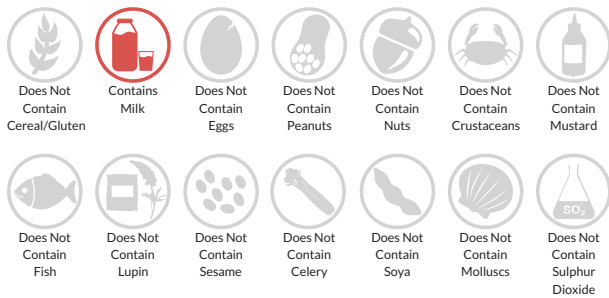 Does Not
Contain
Cereal/Gluten
Contains
Milk
Does Not
Contain
Eggs
Does Not
Contain
Peanuts
Does Not
Contain
Nuts
Does Not
Contain
Crustaceans
Does Not
Contain
Mustard
Does Not
Contain
Fish
Does Not
Contain
Lupin
Does Not
Contain
Sesame
Does Not
Contain
Celery
Does Not
Contain
Soya
Does Not
Contain
Molluscs
SO₂
Does Not
Contain
Sulphur
Dioxide